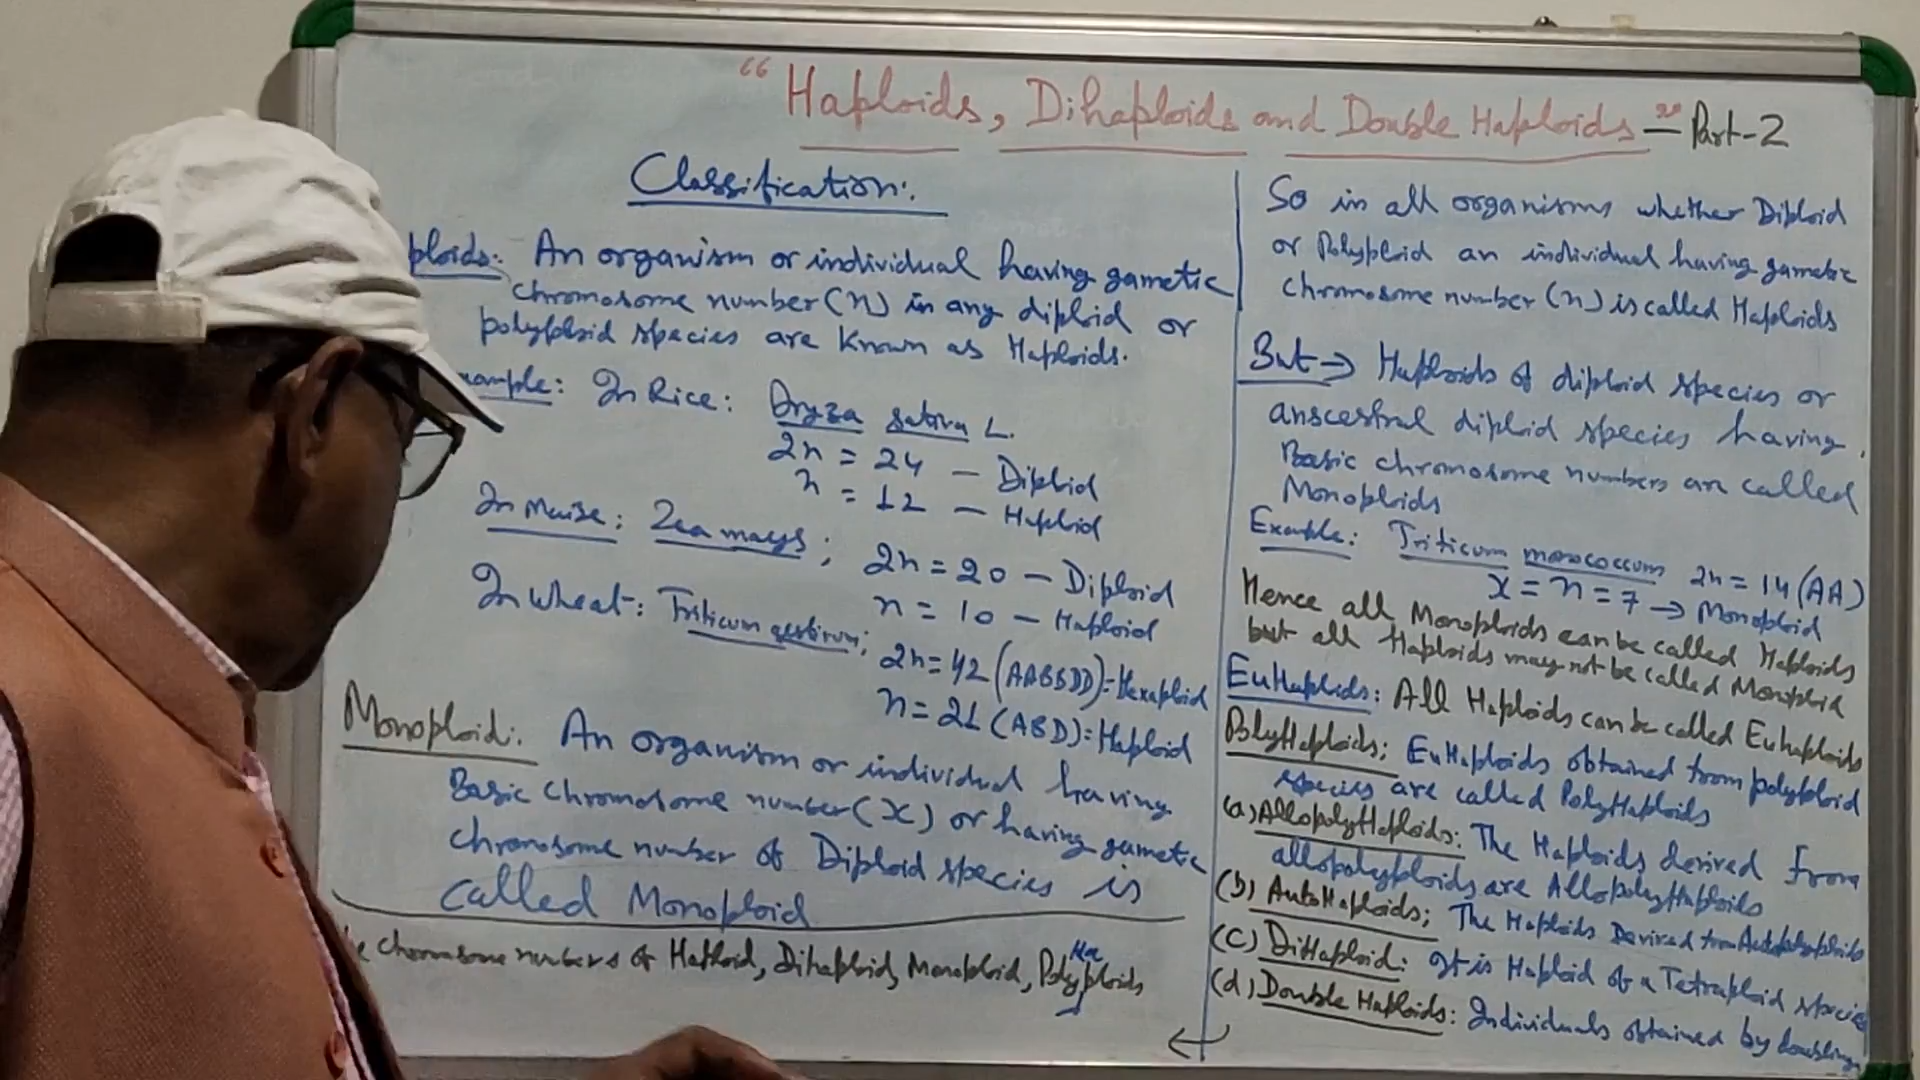 "Haploids, Dihaploids and Double Haploids" – Part-2
Classification:
ploids: An organism or individual having gametic
chromosome number (n) in any diploid or
polyploid species are known as Haploids.
xample: In Rice: Oryza sativa L.
2n = 24 – Diploid
n = 12 – Haploid
In Maize: Zea mays; 2n = 20 – Diploid
n = 10 – Haploid
In Wheat: Triticum aestivum; 2n = 42 (AABBDD) = Hexaploid
n = 21 (ABD) = Haploid
Monoploid: An organism or individual having
Basic chromosome number (x) or having gametic
chromosome number of Diploid species is
called Monoploid
e chromosome numbers of Haploid, Dihaploid, Monoploid, PolyHaploids
So in all organisms whether Diploid
or Polyploid an individual having gametic
chromosome number (n) is called Haploids
But → Haploids of diploid species or
anscestral diploid species having
Basic chromosome numbers are called
Monoploids
Example: Triticum monococcum 2n = 14 (AA)
x = n = 7 → Monoploid
Hence all Monoploids can be called Haploids
but all Haploids may not be called Monoploid
EuHaploids: All Haploids can be called Euhaploids
PolyHaploids; EuHaploids obtained from polyploid
species are called PolyHaploids
(a) AllopolyHaploids: The Haploids derived from
allopolyploids are AllopolyHaploids
(b) AutoHaploids; The Haploids Derived from Autopolyploids
(c) DiHaploid: It is Haploid of a Tetraploid species
(d) Double Haploids: Individuals obtained by doubling